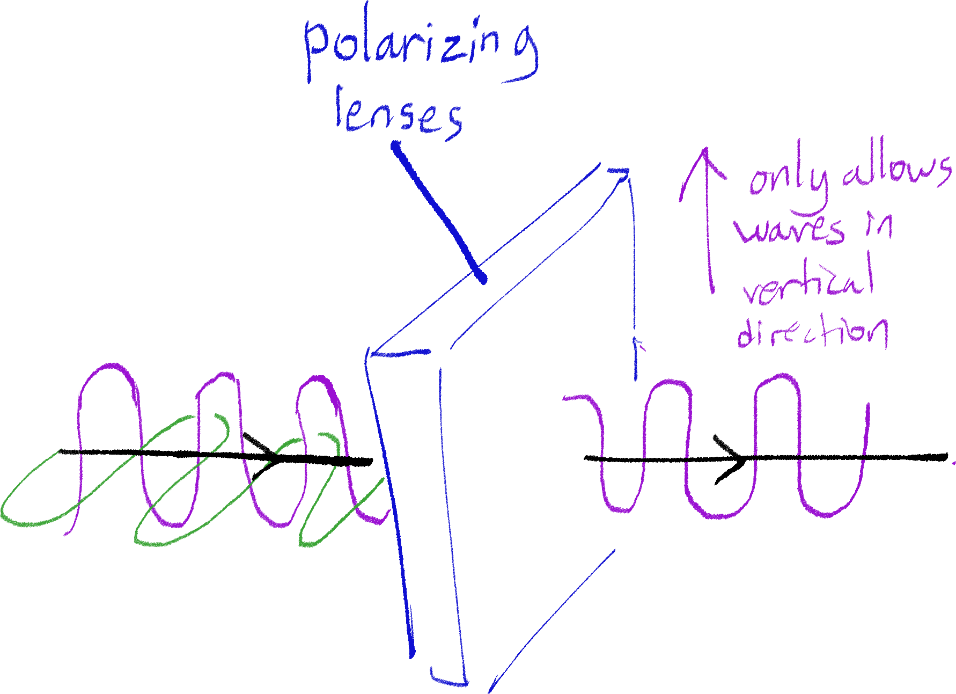 polarizing
lenses
only allows
waves in
vertical
direction